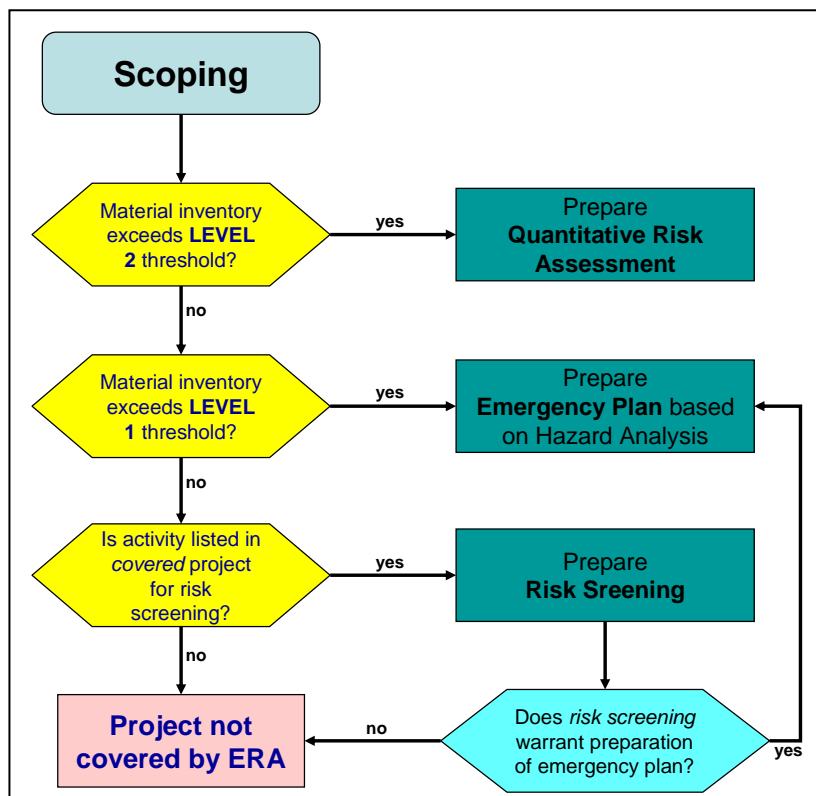 Scoping
Material inventory
exceeds LEVEL
2 threshold?
yes
Prepare
Quantitative Risk
Assessment
no
Material inventory
exceeds LEVEL
1 threshold?
yes
Prepare
Emergency Plan based
on Hazard Analysis
no
Is activity listed in
covered project
for risk
screening?
yes
Prepare
Risk Sreening
no
Project not
covered by ERA
no
Does risk screening
warrant preparation
of emergency plan?
yes